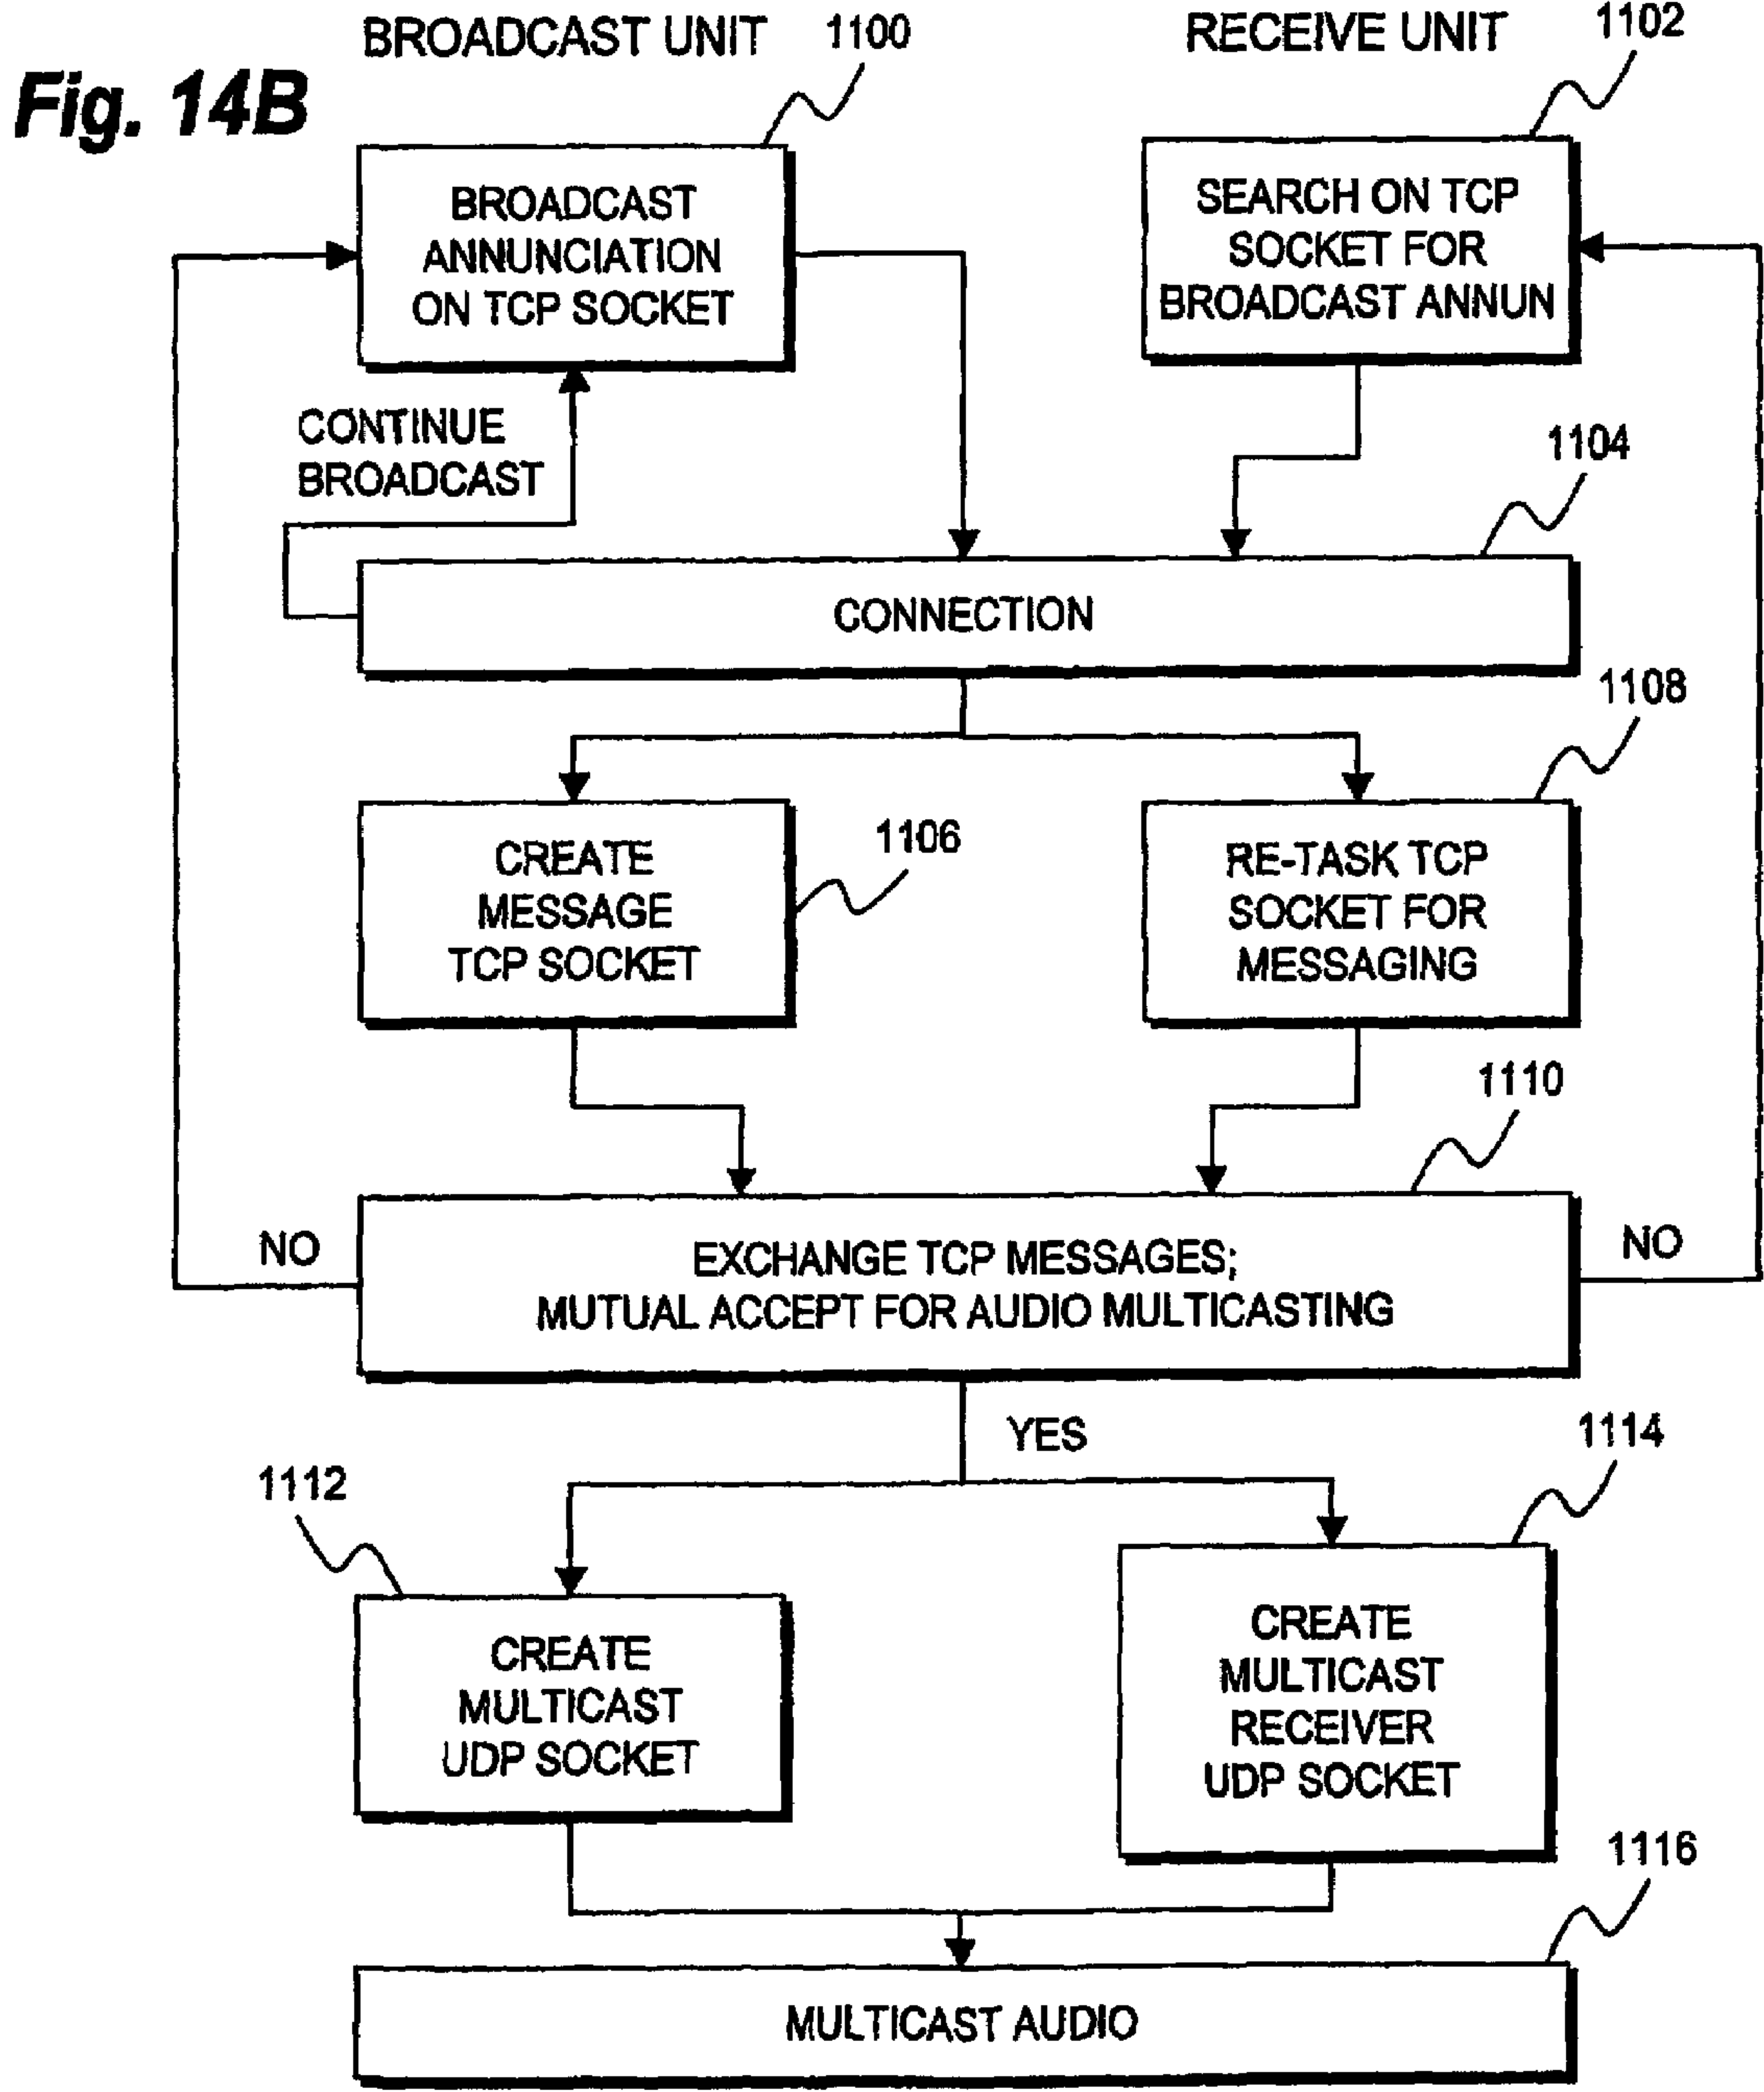 Fig. 14B
BROADCAST UNIT
1100
RECEIVE UNIT
1102
BROADCAST
ANNUNCIATION
ON TCP SOCKET
SEARCH ON TCP
SOCKET FOR
BROADCAST ANNUN
CONTINUE
BROADCAST
1104
CONNECTION
1108
CREATE
MESSAGE
TCP SOCKET
1106
RE-TASK TCP
SOCKET FOR
MESSAGING
1110
NO
EXCHANGE TCP MESSAGES;
MUTUAL ACCEPT FOR AUDIO MULTICASTING
NO
YES
1112
1114
CREATE
MULTICAST
UDP SOCKET
CREATE
MULTICAST
RECEIVER
UDP SOCKET
1116
MULTICAST AUDIO